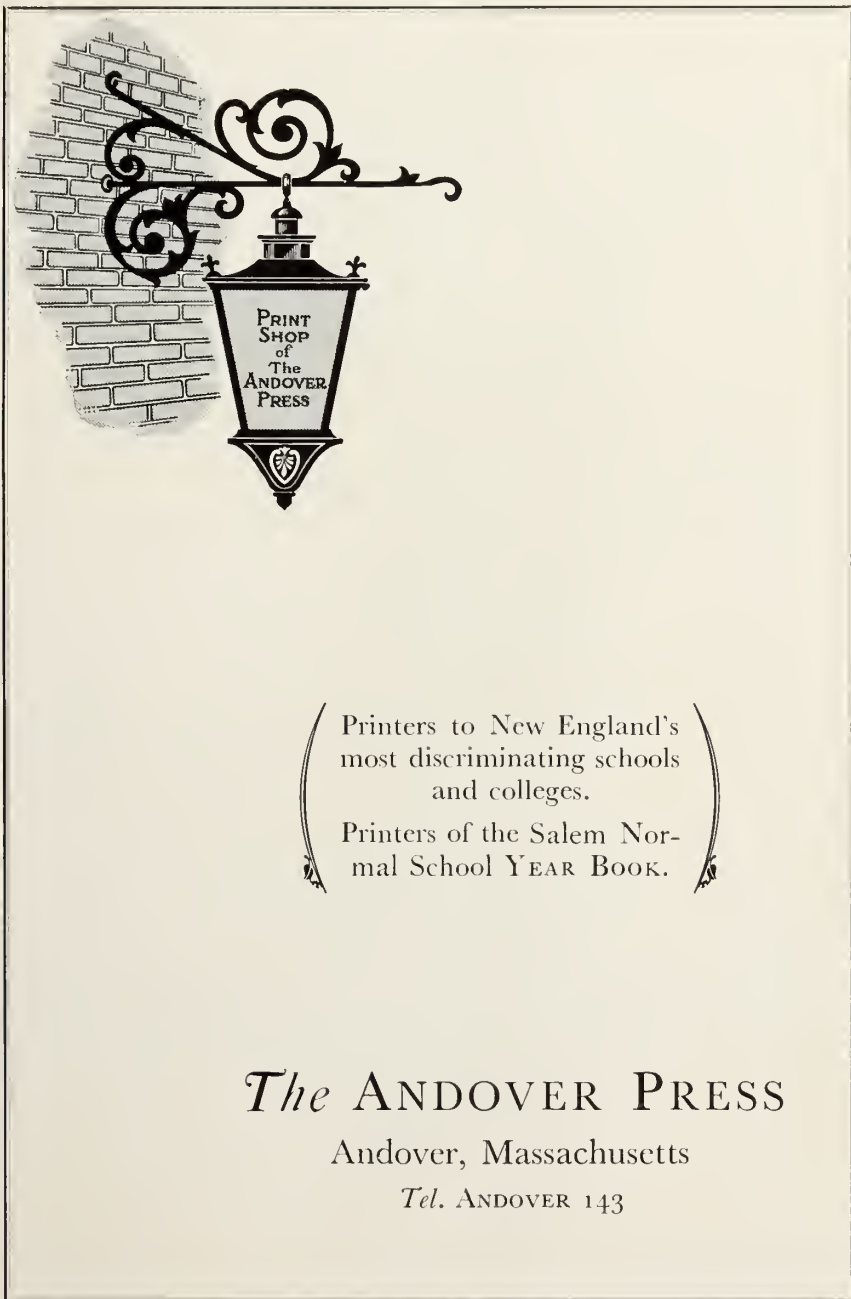 PRINT
SHOP
of
The
ANDOVER
PRESS
Printers to New England's
most discriminating schools
and colleges.
Printers of the Salem Nor-
mal School YEAR BOOK.
The ANDOVER PRESS
Andover, Massachusetts
Tel. ANDOVER 143